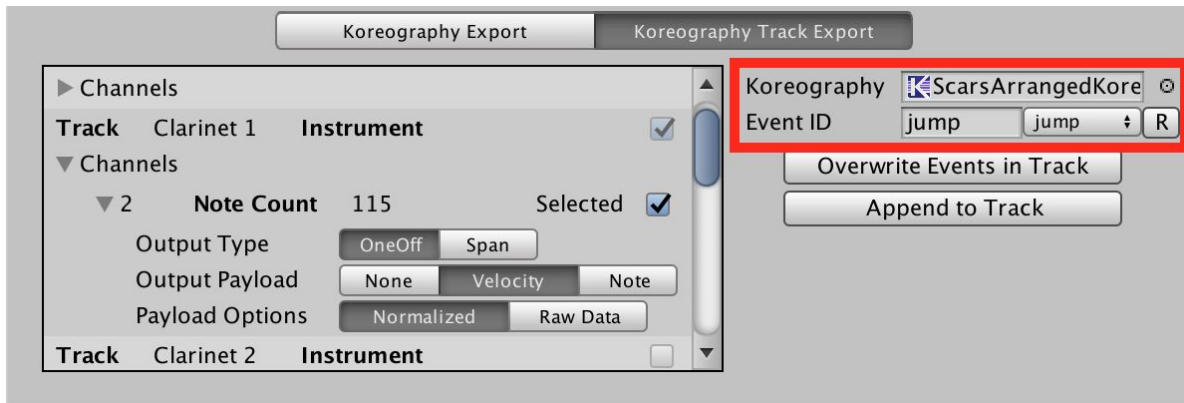 Koreography Export Koreography Track Export
Channels
Track Clarinet 1 Instrument
Channels
2 Note Count 115 Selected
Output Type OneOff Span
Output Payload None Velocity Note
Payload Options Normalized Raw Data
Track Clarinet 2 Instrument
Koreography ScarsArrangedKore
Event ID jump jump R
Overwrite Events in Track
Append to Track